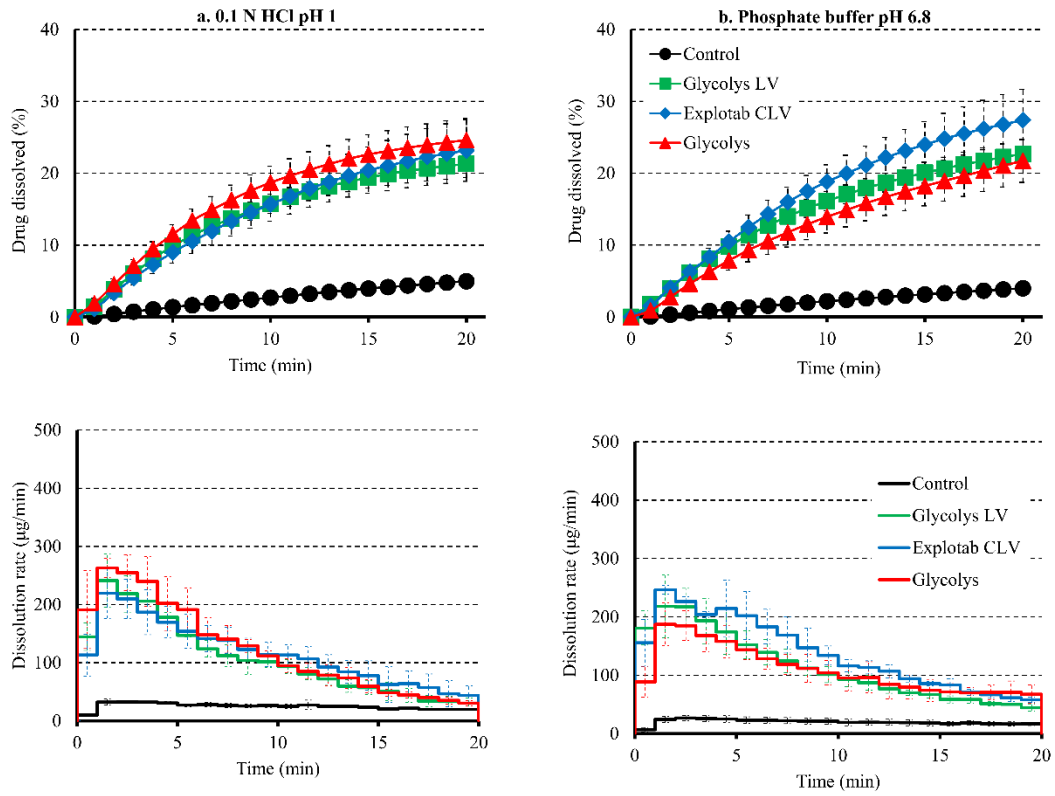 a. 0.1 N HCl pH 1
Drug dissolved (%)
40
30
20
10
0
0 5 10 15 20
Time (min)
b. Phosphate buffer pH 6.8
Drug dissolved (%)
40
30
20
10
0
Control
Glycolys LV
Explotab CLV
Glycolys
0 5 10 15 20
Time (min)
Dissolution rate (µg/min)
500
400
300
200
100
0
0 5 10 15 20
Time (min)
Dissolution rate (µg/min)
500
400
300
200
100
0
Control
Glycolys LV
Explotab CLV
Glycolys
0 5 10 15 20
Time (min)